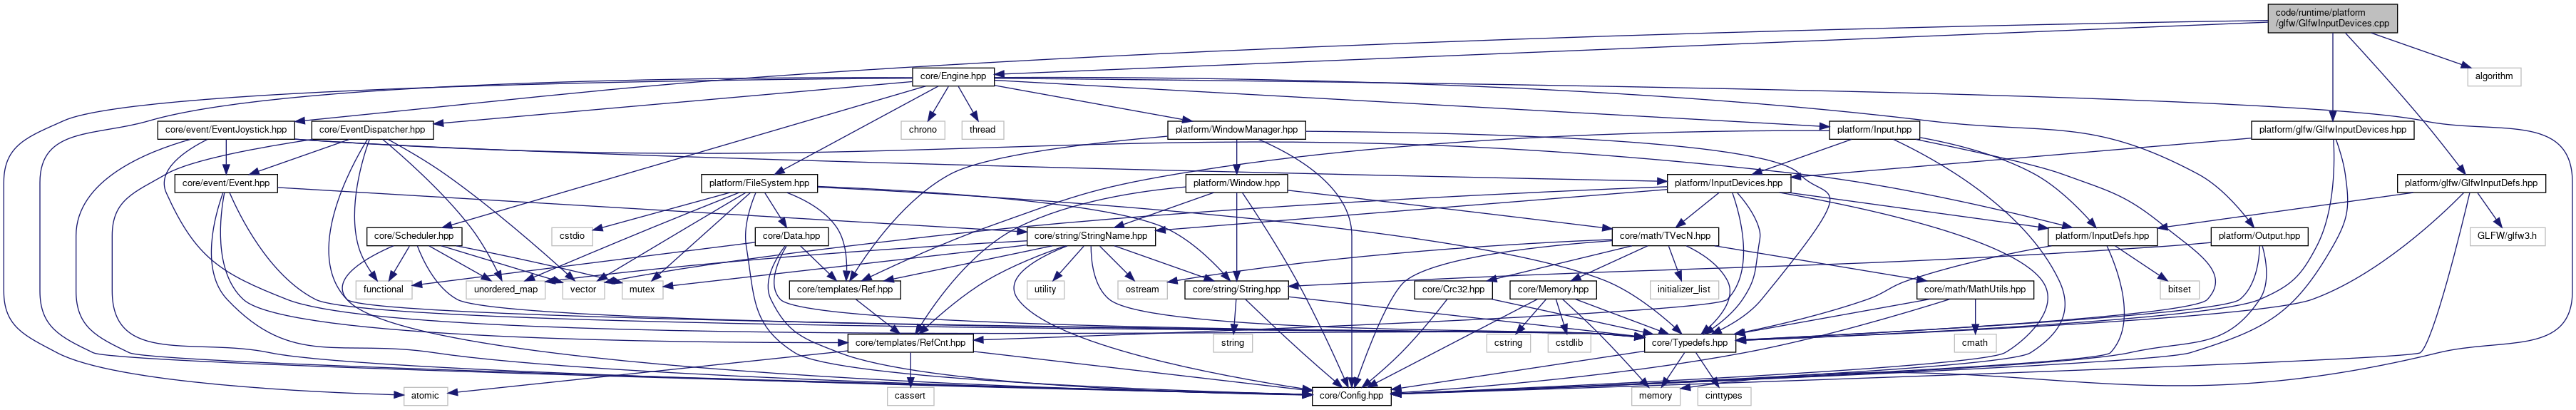 code/runtime/platform
/glfw/GlfwInputDevices.cpp
core/Engine.hpp
algorithm
core/event/EventJoystick.hpp
core/EventDispatcher.hpp
chrono
thread
platform/WindowManager.hpp
platform/Input.hpp
platform/glfw/GlfwInputDevices.hpp
core/event/Event.hpp
platform/FileSystem.hpp
platform/Window.hpp
platform/InputDevices.hpp
platform/glfw/GlfwInputDefs.hpp
core/Scheduler.hpp
cstdio
core/Data.hpp
core/string/StringName.hpp
core/math/TVecN.hpp
platform/InputDefs.hpp
platform/Output.hpp
GLFW/glfw3.h
functional
unordered_map
vector
mutex
core/templates/Ref.hpp
utility
ostream
core/string/String.hpp
core/Crc32.hpp
core/Memory.hpp
initializer_list
core/math/MathUtils.hpp
bitset
core/templates/RefCnt.hpp
string
cstring
cstdlib
core/Typedefs.hpp
cmath
atomic
cassert
core/Config.hpp
memory
cinttypes